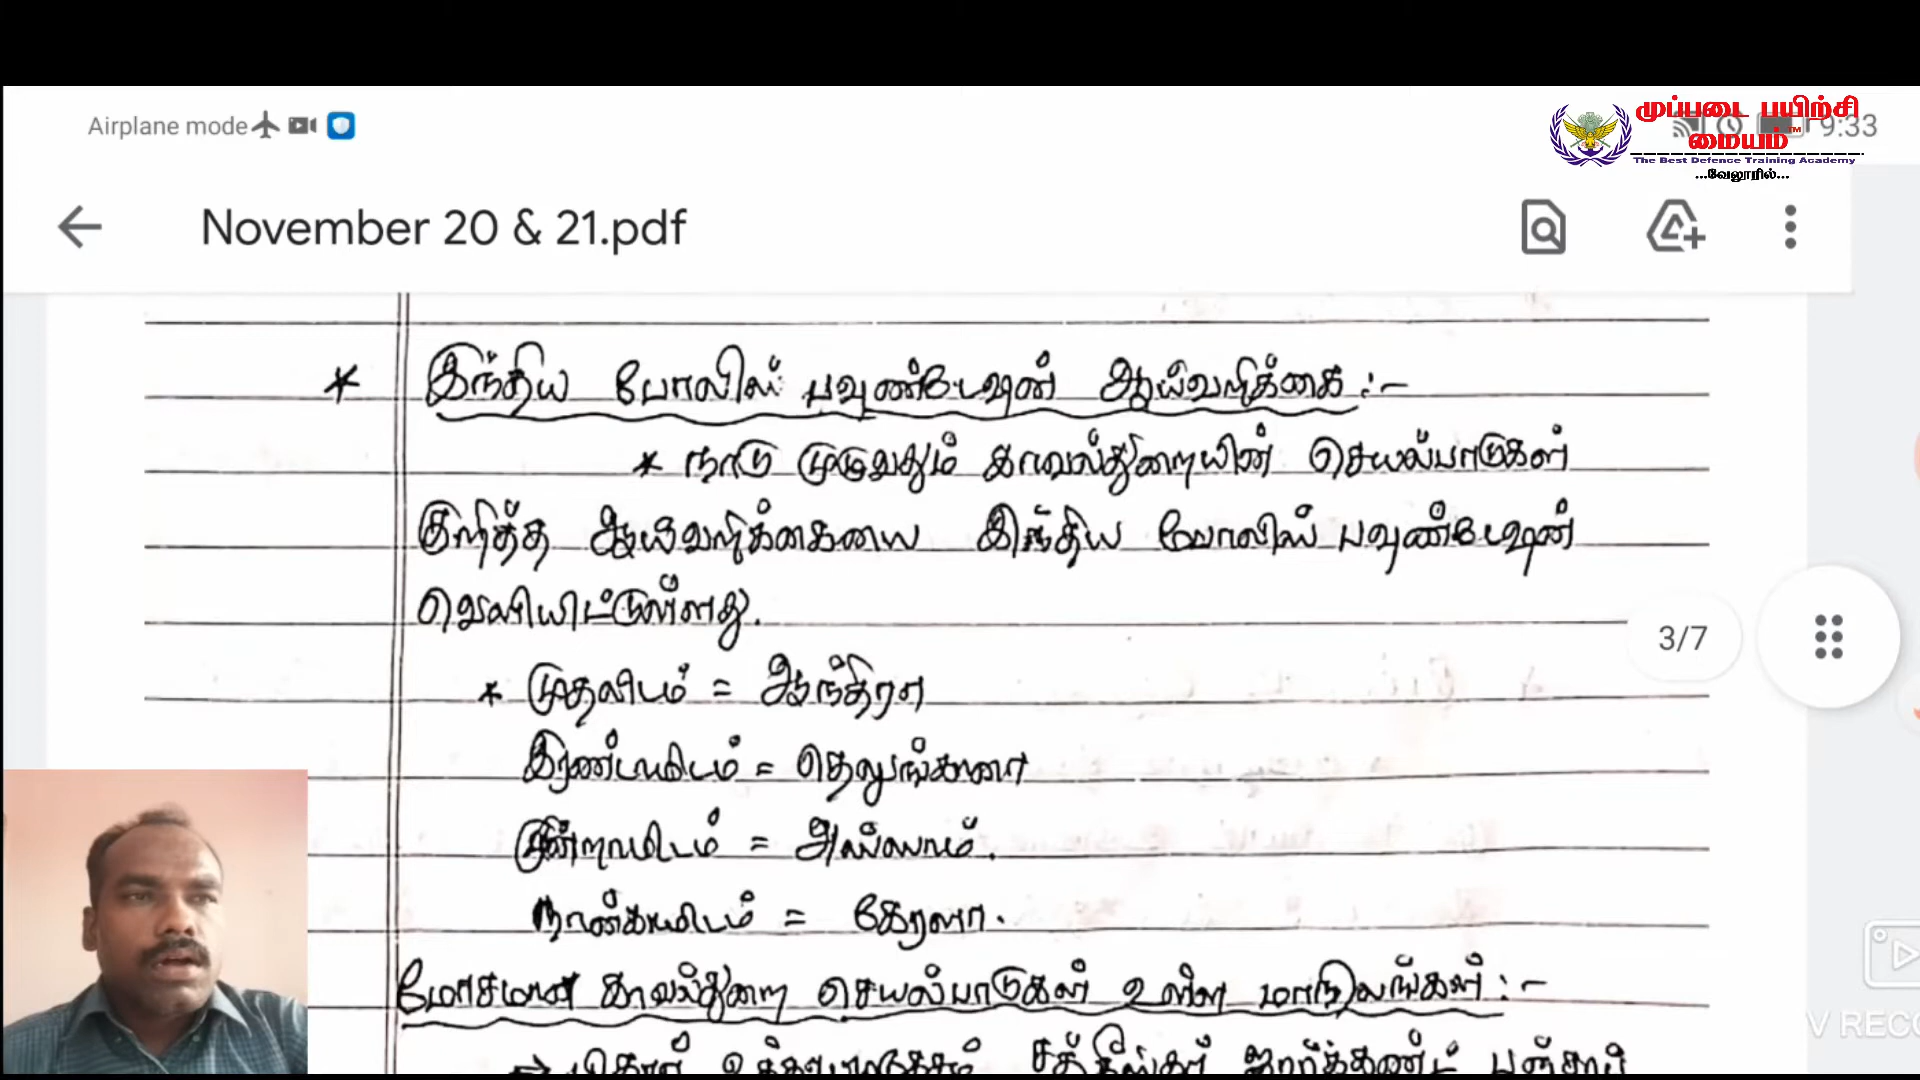 முப்படை பயிற்சி
மையம்™
The Best Defence Training Academy
...வேலூரில்...
Airplane mode
9:33
November 20 & 21.pdf
* இந்திய போலிஸ் பவுண்டேஷன் ஆய்வறிக்கை :-
* நாடு முழுவதும் காவல்துறையின் செயல்பாடுகள்
குறித்த ஆய்வறிக்கையை இந்திய போலிஸ் பவுண்டேஷன்
வெளியிட்டுள்ளது.
* முதலிடம் = ஆந்திரா
இரண்டாமிடம் = தெலுங்கானா
மூன்றாமிடம் = அஸ்ஸாம்.
நான்காமிடம் = கேரளா.
மோசமான காவல்துறை செயல்பாடுகள் உள்ள மாநிலங்கள் :-
3/7
V RECO